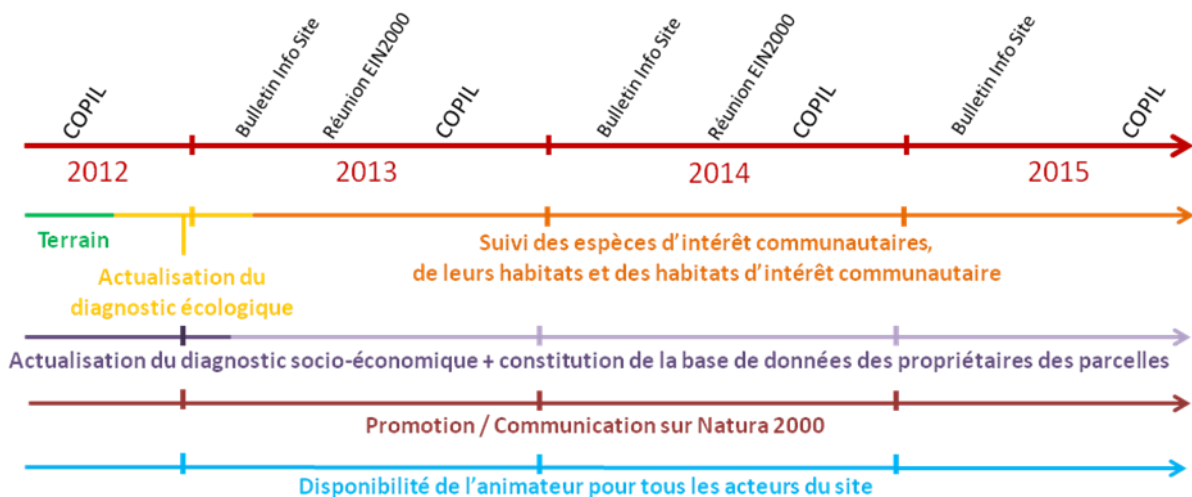 COPIL
Bulletin Info Site
Réunion EIN2000
COPIL
Bulletin Info Site
Réunion EIN2000
COPIL
Bulletin Info Site
COPIL
2012
2013
2014
2015
Terrain
Suivi des espèces d'intérêt communautaires,
de leurs habitats et des habitats d'intérêt communautaire
Actualisation du
diagnostic écologique
Actualisation du diagnostic socio-économique + constitution de la base de données des propriétaires des parcelles
Promotion / Communication sur Natura 2000
Disponibilité de l'animateur pour tous les acteurs du site